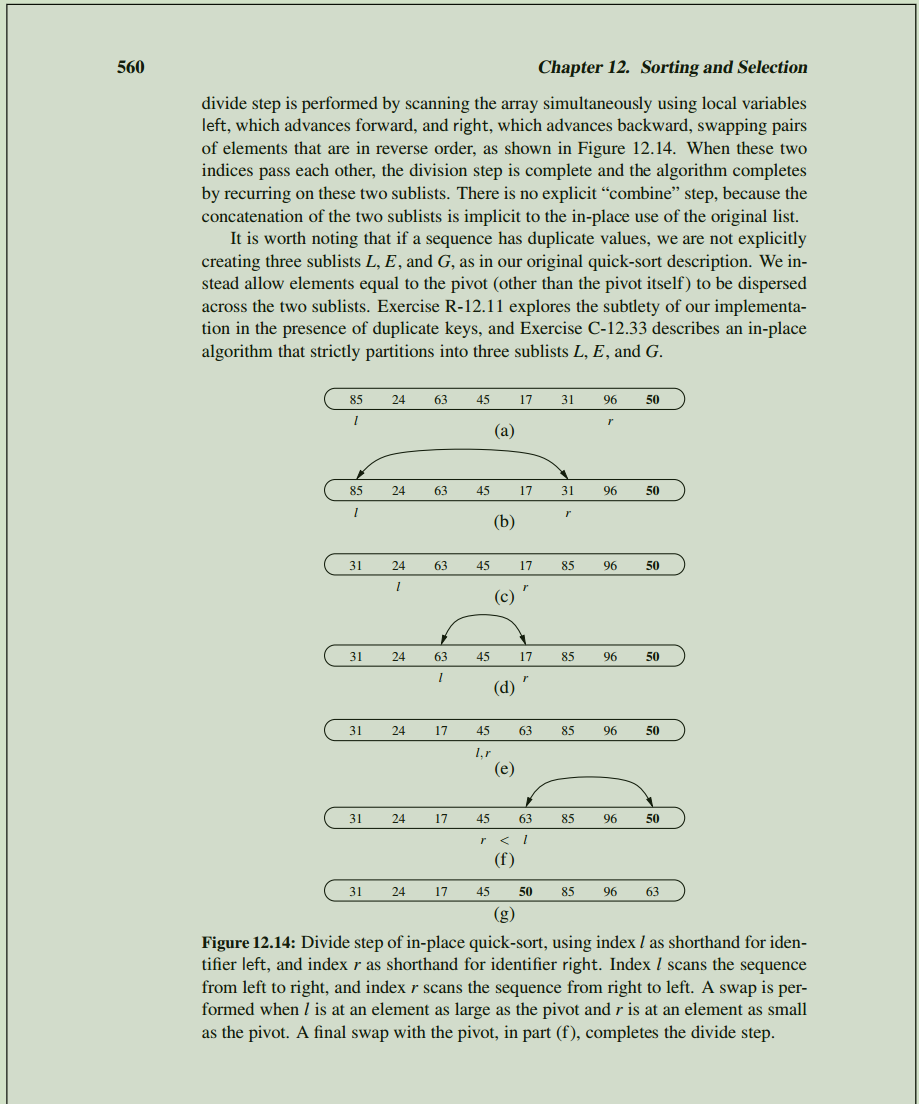 560
Chapter 12. Sorting and Selection
divide step is performed by scanning the array simultaneously using local variables
left, which advances forward, and right, which advances backward, swapping pairs
of elements that are in reverse order, as shown in Figure 12.14. When these two
indices pass each other, the division step is complete and the algorithm completes
by recurring on these two sublists. There is no explicit “combine” step, because the
concatenation of the two sublists is implicit to the in-place use of the original list.
It is worth noting that if a sequence has duplicate values, we are not explicitly
creating three sublists L, E, and G, as in our original quick-sort description. We in-
stead allow elements equal to the pivot (other than the pivot itself) to be dispersed
across the two sublists. Exercise R-12.11 explores the subtlety of our implementa-
tion in the presence of duplicate keys, and Exercise C-12.33 describes an in-place
algorithm that strictly partitions into three sublists L, E, and G.
85 24 63 45 17 31 96 50
l r
(a)
85 24 63 45 17 31 96 50
l r
(b)
31 24 63 45 17 85 96 50
l r
(c)
31 24 63 45 17 85 96 50
l r
(d)
31 24 17 45 63 85 96 50
l,r
(e)
31 24 17 45 63 85 96 50
r < l
(f)
31 24 17 45 50 85 96 63
(g)
Figure 12.14: Divide step of in-place quick-sort, using index l as shorthand for iden-
tifier left, and index r as shorthand for identifier right. Index l scans the sequence
from left to right, and index r scans the sequence from right to left. A swap is per-
formed when l is at an element as large as the pivot and r is at an element as small
as the pivot. A final swap with the pivot, in part (f), completes the divide step.